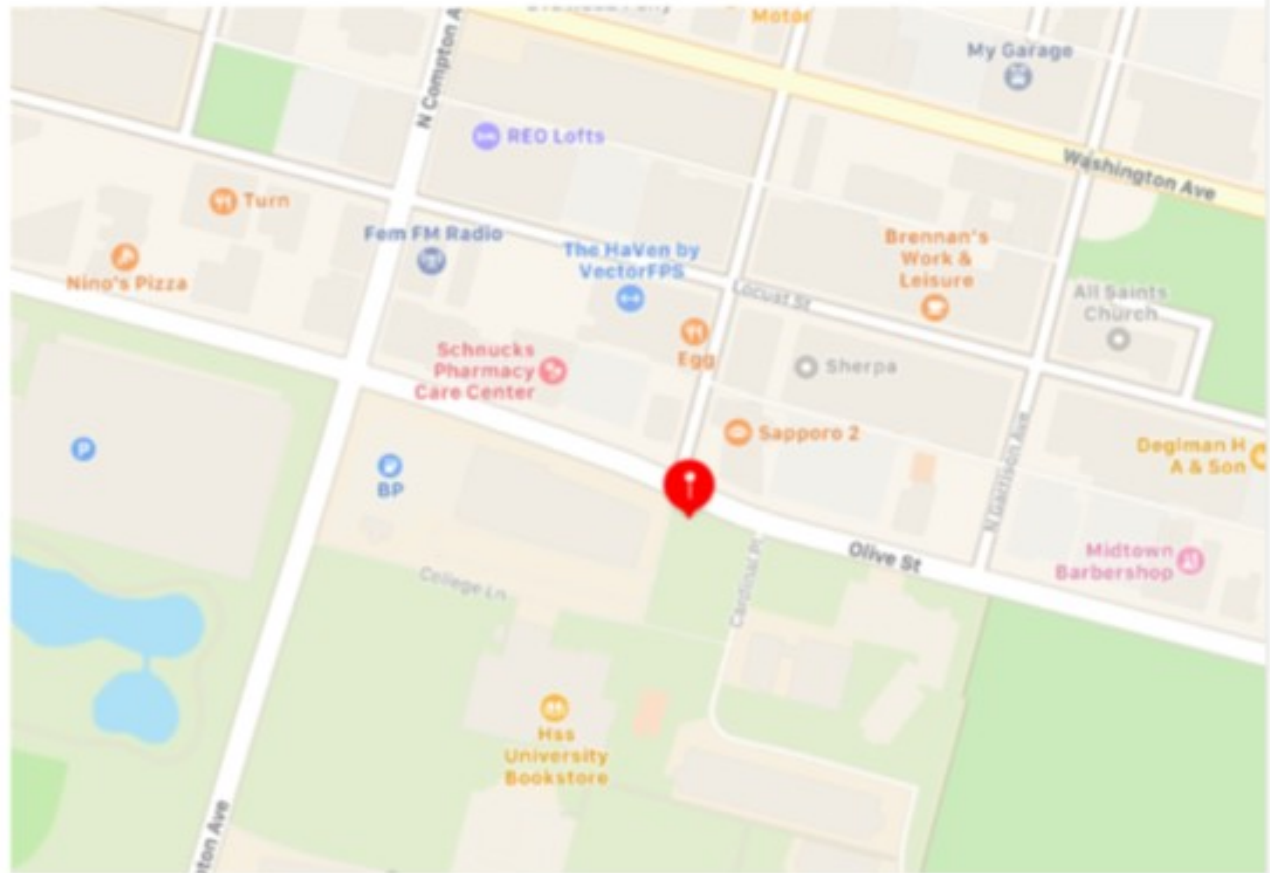 Motor
My Garage
N Compton A
REO Lofts
Washington Ave
Turn
Fem FM Radio
The HaVen by
VectorFPS
Brennan's
Work &
Leisure
Nino's Pizza
Locust St
All Saints
Church
Schnucks
Pharmacy
Care Center
Egg
Sherpa
Sapporo 2
Deglman H
A & Son
N Garrison Ave
P
BP
Olive St
Midtown
Barbershop
College Ln
Cardinal Pl
Hss
University
Bookstore
ton Ave